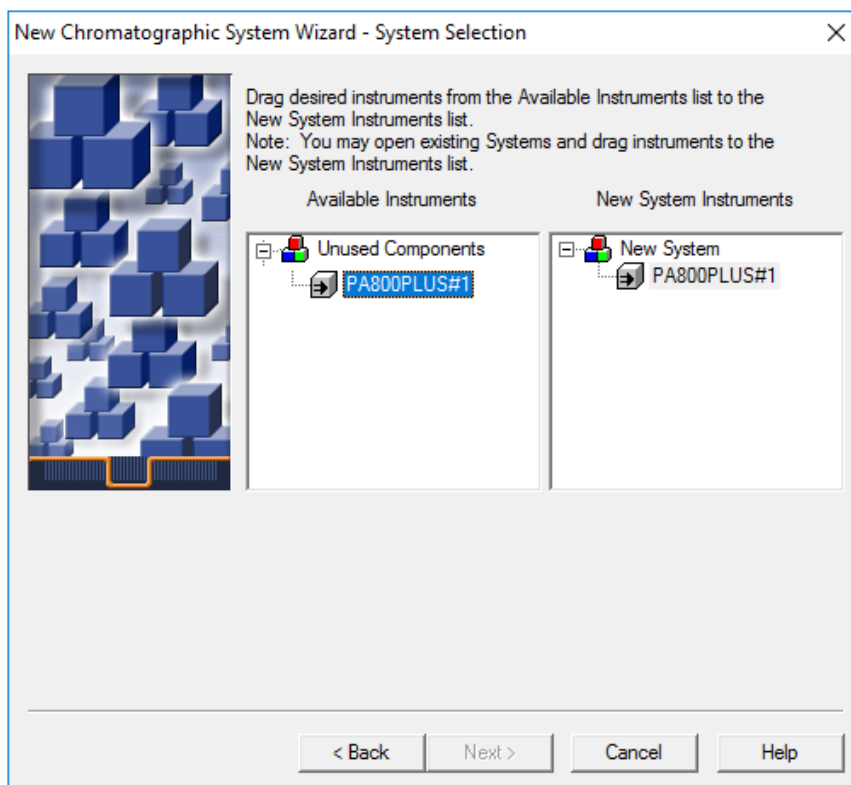 New Chromatographic System Wizard - System Selection
Drag desired instruments from the Available Instruments list to the
New System Instruments list.
Note:  You may open existing Systems and drag instruments to the
New System Instruments list.
Available Instruments
New System Instruments
Unused Components
PA800PLUS#1
New System
PA800PLUS#1
< Back
Next >
Cancel
Help